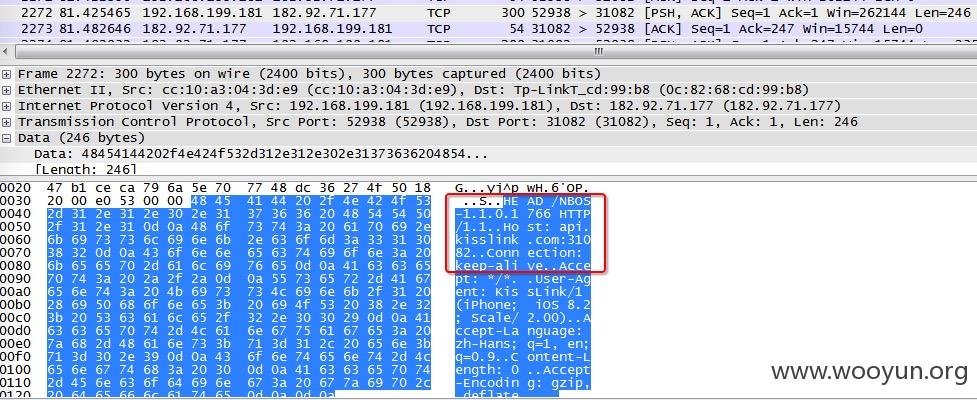 2272 81.425465 192.168.199.181 182.92.71.177 TCP 300 52938 > 31082 [PSH, ACK] Seq=1 Ack=1 Win=262144 Len=246
2273 81.482646 182.92.71.177 192.168.199.181 TCP 54 31082 > 52938 [ACK] Seq=1 Ack=247 Win=15744 Len=0
Frame 2272: 300 bytes on wire (2400 bits), 300 bytes captured (2400 bits)
Ethernet II, Src: cc:10:a3:04:3d:e9 (cc:10:a3:04:3d:e9), Dst: Tp-LinkT_cd:99:b8 (0c:82:68:cd:99:b8)
Internet Protocol Version 4, Src: 192.168.199.181 (192.168.199.181), Dst: 182.92.71.177 (182.92.71.177)
Transmission Control Protocol, Src Port: 52938 (52938), Dst Port: 31082 (31082), Seq: 1, Ack: 1, Len: 246
Data (246 bytes)
Data: 48454144202f4e424f532d312e312e302e31373636204854...
[Length: 246]
0020 47 b1 ce ca 79 6a 5e 70 77 48 dc 36 27 4f 50 18 G...yj^p wH.6'OP.
0030 20 00 e0 53 00 00 48 45 41 44 20 2f 4e 42 4f 53 ..S..HE AD /NBOS
0040 2d 31 2e 31 2e 30 2e 31 37 36 36 20 48 54 54 50 -1.1.0.1 766 HTTP
0050 2f 31 2e 31 0d 0a 48 6f 73 74 3a 20 61 70 69 2e /1.1..Ho st: api.
0060 6b 69 73 73 6c 69 6e 6b 2e 63 6f 6d 3a 33 31 30 kisslink .com:310
0070 38 32 0d 0a 43 6f 6e 6e 65 63 74 69 6f 6e 3a 20 82..Conn ection:
0080 6b 65 65 70 2d 61 6c 69 76 65 0d 0a 41 63 63 65 keep-ali ve..Acce
0090 70 74 3a 20 2a 2f 2a 0d 0a 55 73 65 72 2d 41 67 pt: */*. .User-Ag
00a0 65 6e 74 3a 20 4b 69 73 73 4c 69 6e 6b 2f 31 20 ent: Kis sLink/1
00b0 28 69 50 68 6f 6e 65 3b 20 69 4f 53 20 38 2e 32 (iPhone; iOS 8.2
00c0 3b 20 53 63 61 6c 65 2f 32 2e 30 30 29 0d 0a 41 ; Scale/ 2.00)..A
00d0 63 63 65 70 74 2d 4c 61 6e 67 75 61 67 65 3a 20 ccept-La nguage:
00e0 7a 68 2d 48 61 6e 73 3b 71 3d 31 2c 20 65 6e 3b zh-Hans; q=1, en;
00f0 71 3d 30 2e 39 0d 0a 43 6f 6e 74 65 6e 74 2d 4c q=0.9..C ontent-L
0100 65 6e 67 74 68 3a 20 30 0d 0a 41 63 63 65 70 74 ength: 0 ..Accept
0110 2d 45 6e 63 6f 64 69 6e 67 3a 20 67 7a 69 70 2c -Encodin g: gzip,
0120 20 64 65 66 6c 61 74 65 0d 0a 0d 0a deflate ....
www.wooyun.org